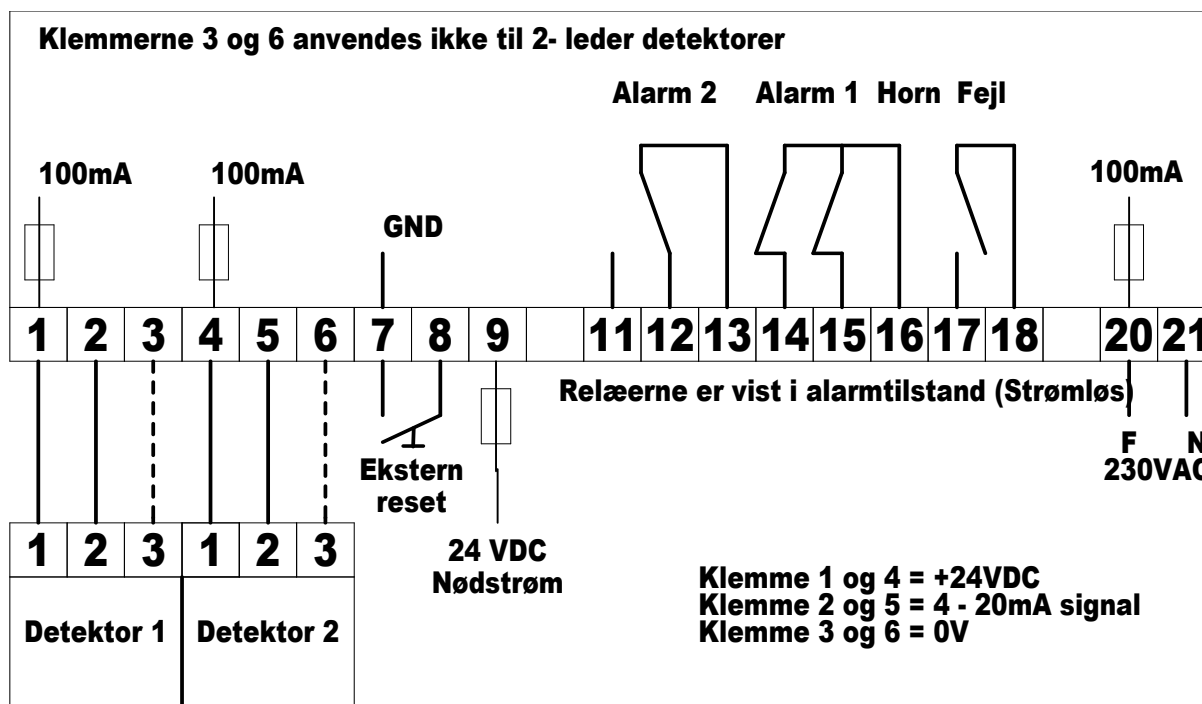 Klemmerne 3 og 6 anvendes ikke til 2- leder detektorer
Alarm 2 Alarm 1 Horn Fejl
100mA 100mA 100mA
GND
1 2 3 4 5 6 7 8 9 11 12 13 14 15 16 17 18 20 21
Relæerne er vist i alarmtilstand (Strømløs)
F N
230VAC
Ekstern
reset
1 2 3 1 2 3
24 VDC
Nødstrøm
Detektor 1 Detektor 2
Klemme 1 og 4 = +24VDC
Klemme 2 og 5 = 4 - 20mA signal
Klemme 3 og 6 = 0V